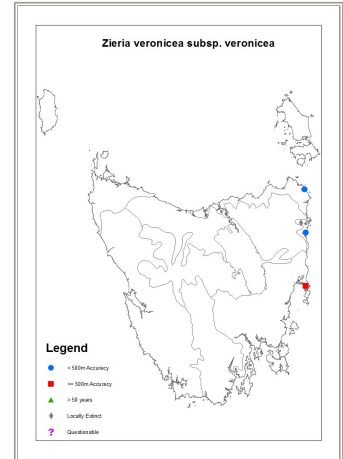 Zieria veronicea subsp. veronicea
Legend
< 500m Accuracy
>= 500m Accuracy
> 50 years
Locally Extinct
? Questionable